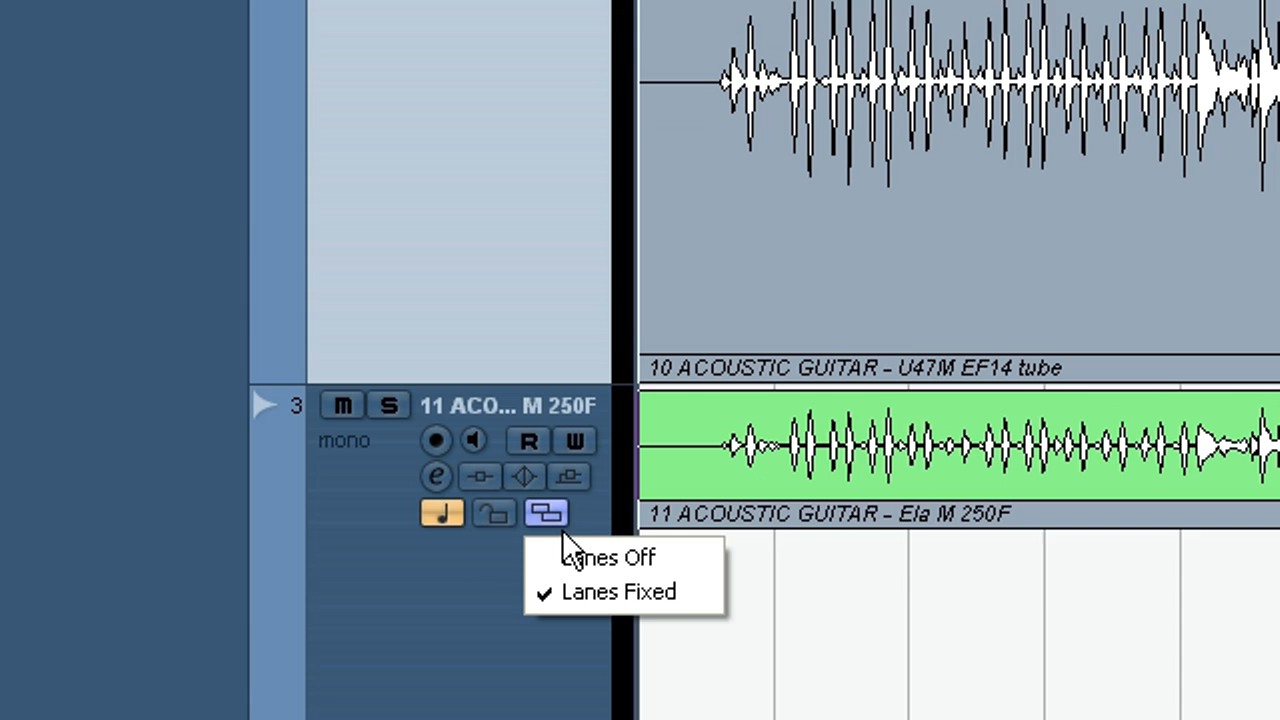 10 ACOUSTIC GUITAR - U47M EF14 tube
3 M S 11 ACO... M 250F
mono R W
e
11 ACOUSTIC GUITAR - Ela M 250F
Lanes Off
Lanes Fixed